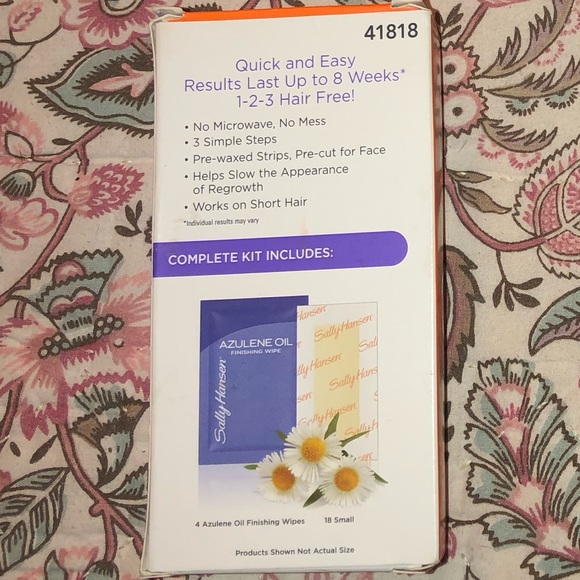 41818
Quick and Easy
Results Last Up to 8 Weeks*
1-2-3 Hair Free!
• No Microwave, No Mess
• 3 Simple Steps
• Pre-waxed Strips, Pre-cut for Face
• Helps Slow the Appearance
of Regrowth
• Works on Short Hair
*Individual results may vary
COMPLETE KIT INCLUDES:
AZULENE OIL
FINISHING WIPE
Sally Hansen
Hansen
Sally Hansen
Sally Hansen
4 Azulene Oil Finishing Wipes
18 Small
Products Shown Not Actual Size